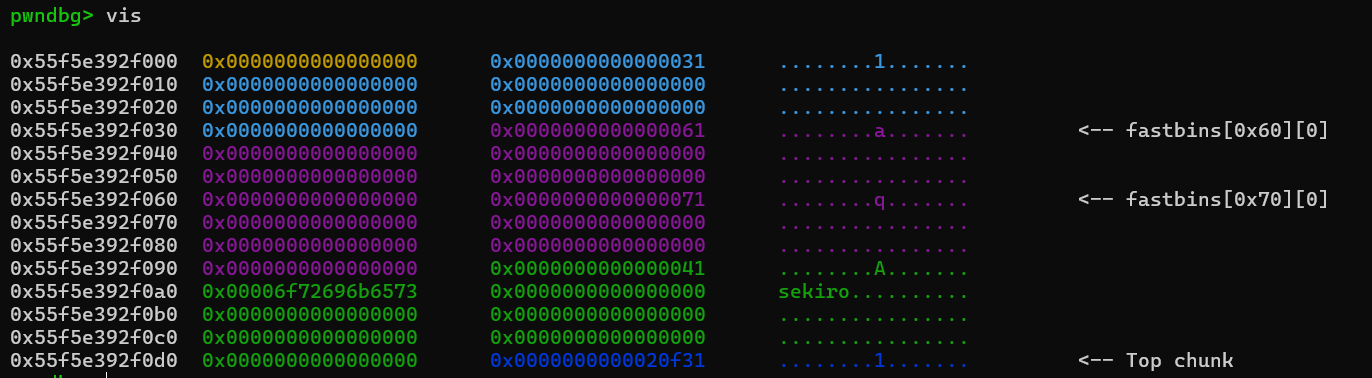 pwndbg> vis
0x55f5e392f000 0x0000000000000000 0x0000000000000031 ........1.......
0x55f5e392f010 0x0000000000000000 0x0000000000000000 ................
0x55f5e392f020 0x0000000000000000 0x0000000000000000 ................
0x55f5e392f030 0x0000000000000000 0x0000000000000061 ........a....... <-- fastbins[0x60][0]
0x55f5e392f040 0x0000000000000000 0x0000000000000000 ................
0x55f5e392f050 0x0000000000000000 0x0000000000000000 ................
0x55f5e392f060 0x0000000000000000 0x0000000000000071 ........q....... <-- fastbins[0x70][0]
0x55f5e392f070 0x0000000000000000 0x0000000000000000 ................
0x55f5e392f080 0x0000000000000000 0x0000000000000000 ................
0x55f5e392f090 0x0000000000000000 0x0000000000000041 ........A.......
0x55f5e392f0a0 0x00006f72696b6573 0x0000000000000000 sekiro..........
0x55f5e392f0b0 0x0000000000000000 0x0000000000000000 ................
0x55f5e392f0c0 0x0000000000000000 0x0000000000000000 ................
0x55f5e392f0d0 0x0000000000000000 0x0000000000020f31 ........1....... <-- Top chunk